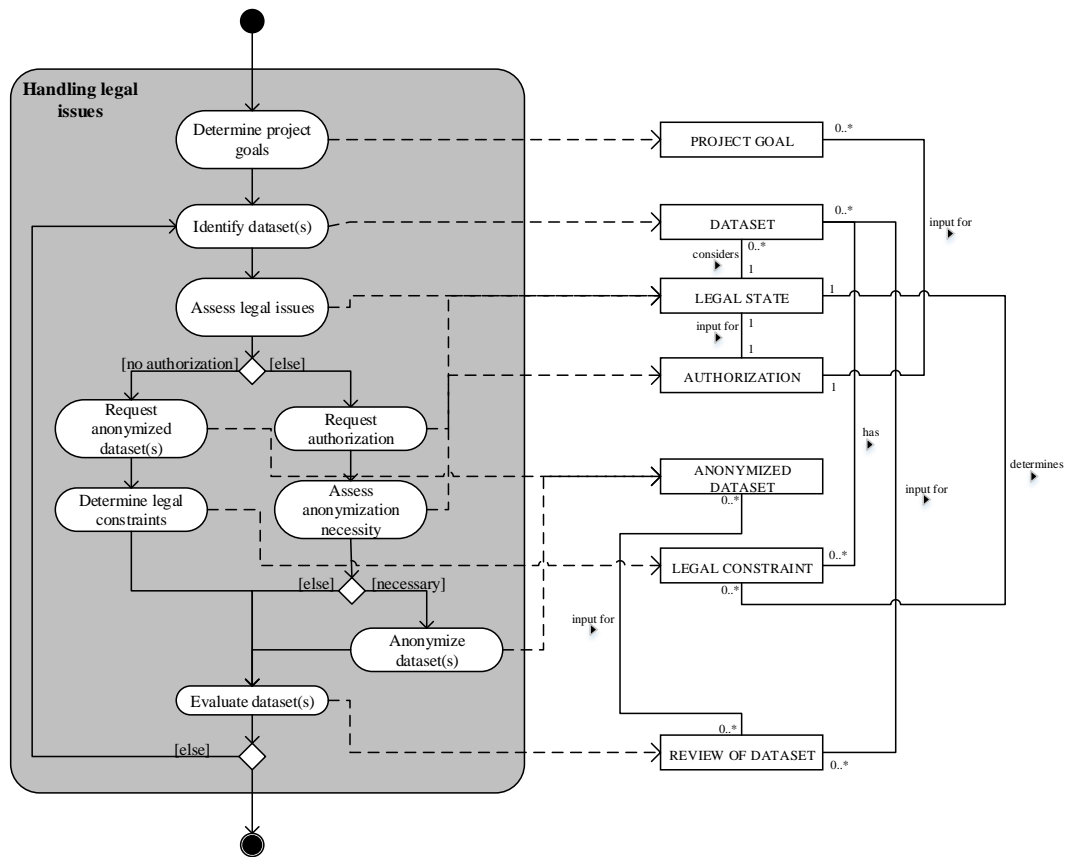 Handling legal
issues
Determine project
goals
Identify dataset(s)
Assess legal issues
[no authorization]
[else]
Request
anonymized
dataset(s)
Request
authorization
Determine legal
constraints
Assess
anonymization
necessity
[else]
[necessary]
Anonymize
dataset(s)
Evaluate dataset(s)
[else]
PROJECT GOAL
0..*
input for
DATASET
0..*
0..*
considers
1
LEGAL STATE
1
input for
1
1
AUTHORIZATION
1
has
ANONYMIZED
DATASET
0..*
determines
input for
LEGAL CONSTRAINT
0..*
0..*
input for
0..*
REVIEW OF DATASET
0..*